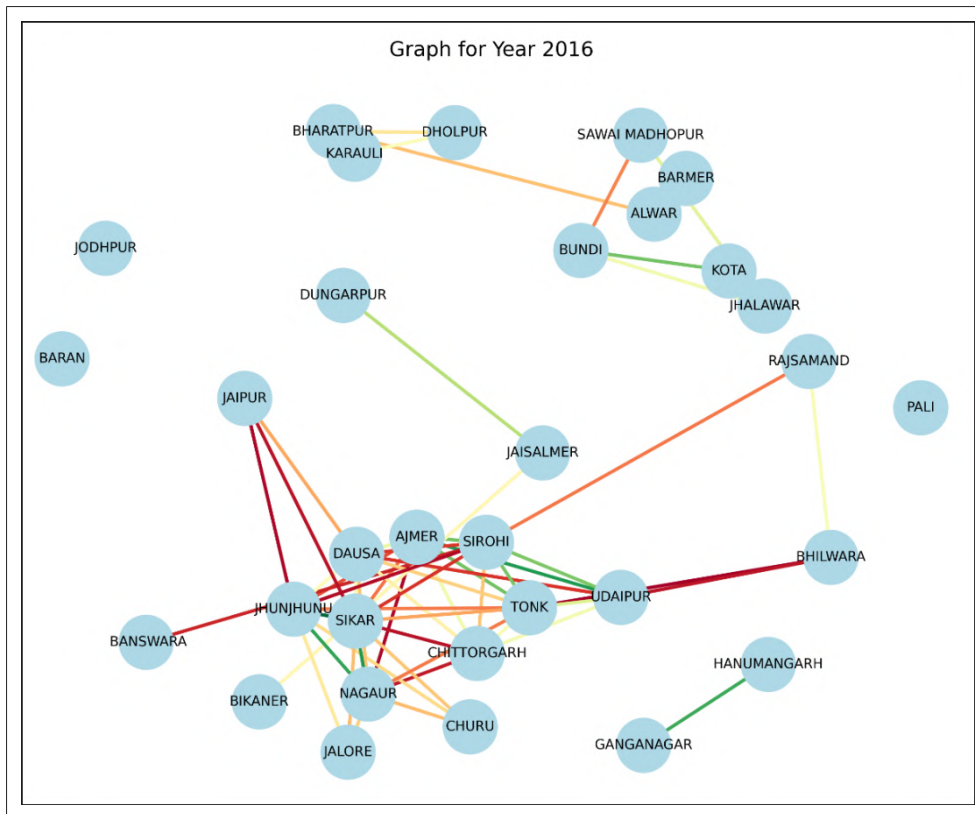 Graph for Year 2016
BHARATPUR
DHOLPUR
KARAULI
SAWAI MADHOPUR
BARMER
ALWAR
JODHPUR
BUNDI
KOTA
DUNGARPUR
JHALAWAR
BARAN
RAJSAMAND
JAIPUR
PALI
JAISALMER
AJMER
SIROHI
DAUSA
BHILWARA
UDAIPUR
JHUNJHUNU
TONK
SIKAR
BANSWARA
CHITTORGARH
HANUMANGARH
NAGAUR
BIKANER
CHURU
GANGANAGAR
JALORE